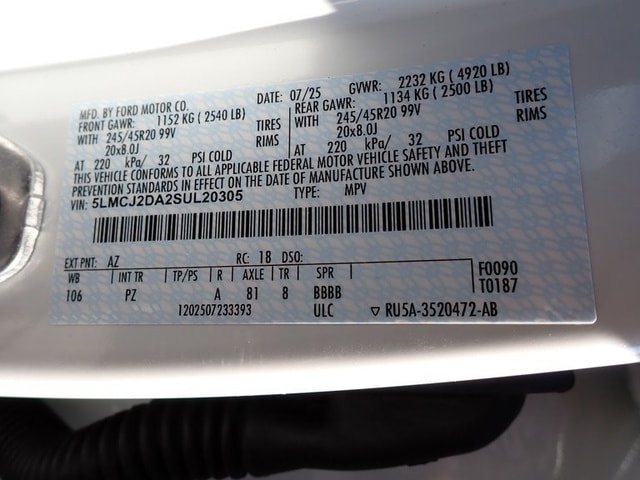 MFD. BY FORD MOTOR CO. DATE: 07/25 GVWR: 2232 KG ( 4920 LB)
FRONT GAWR: 1152 KG ( 2540 LB) REAR GAWR: 1134 KG ( 2500 LB)
WITH 245/45R20 99V TIRES WITH 245/45R20 99V TIRES
20x8.0J RIMS 20x8.0J RIMS
AT 220 kPa/ 32 PSI COLD AT 220 kPa/ 32 PSI COLD
THIS VEHICLE CONFORMS TO ALL APPLICABLE FEDERAL MOTOR VEHICLE SAFETY AND THEFT
PREVENTION STANDARDS IN EFFECT ON THE DATE OF MANUFACTURE SHOWN ABOVE.
VIN: 5LMCJ2DA2SUL20305 TYPE: MPV
EXT PNT: AZ RC: 18 DSO: F0090
WB INT TR TP/PS R AXLE TR SPR T0187
106 PZ A 81 8 BBBB
1202507233393 ULC ▽ RU5A-3520472-AB